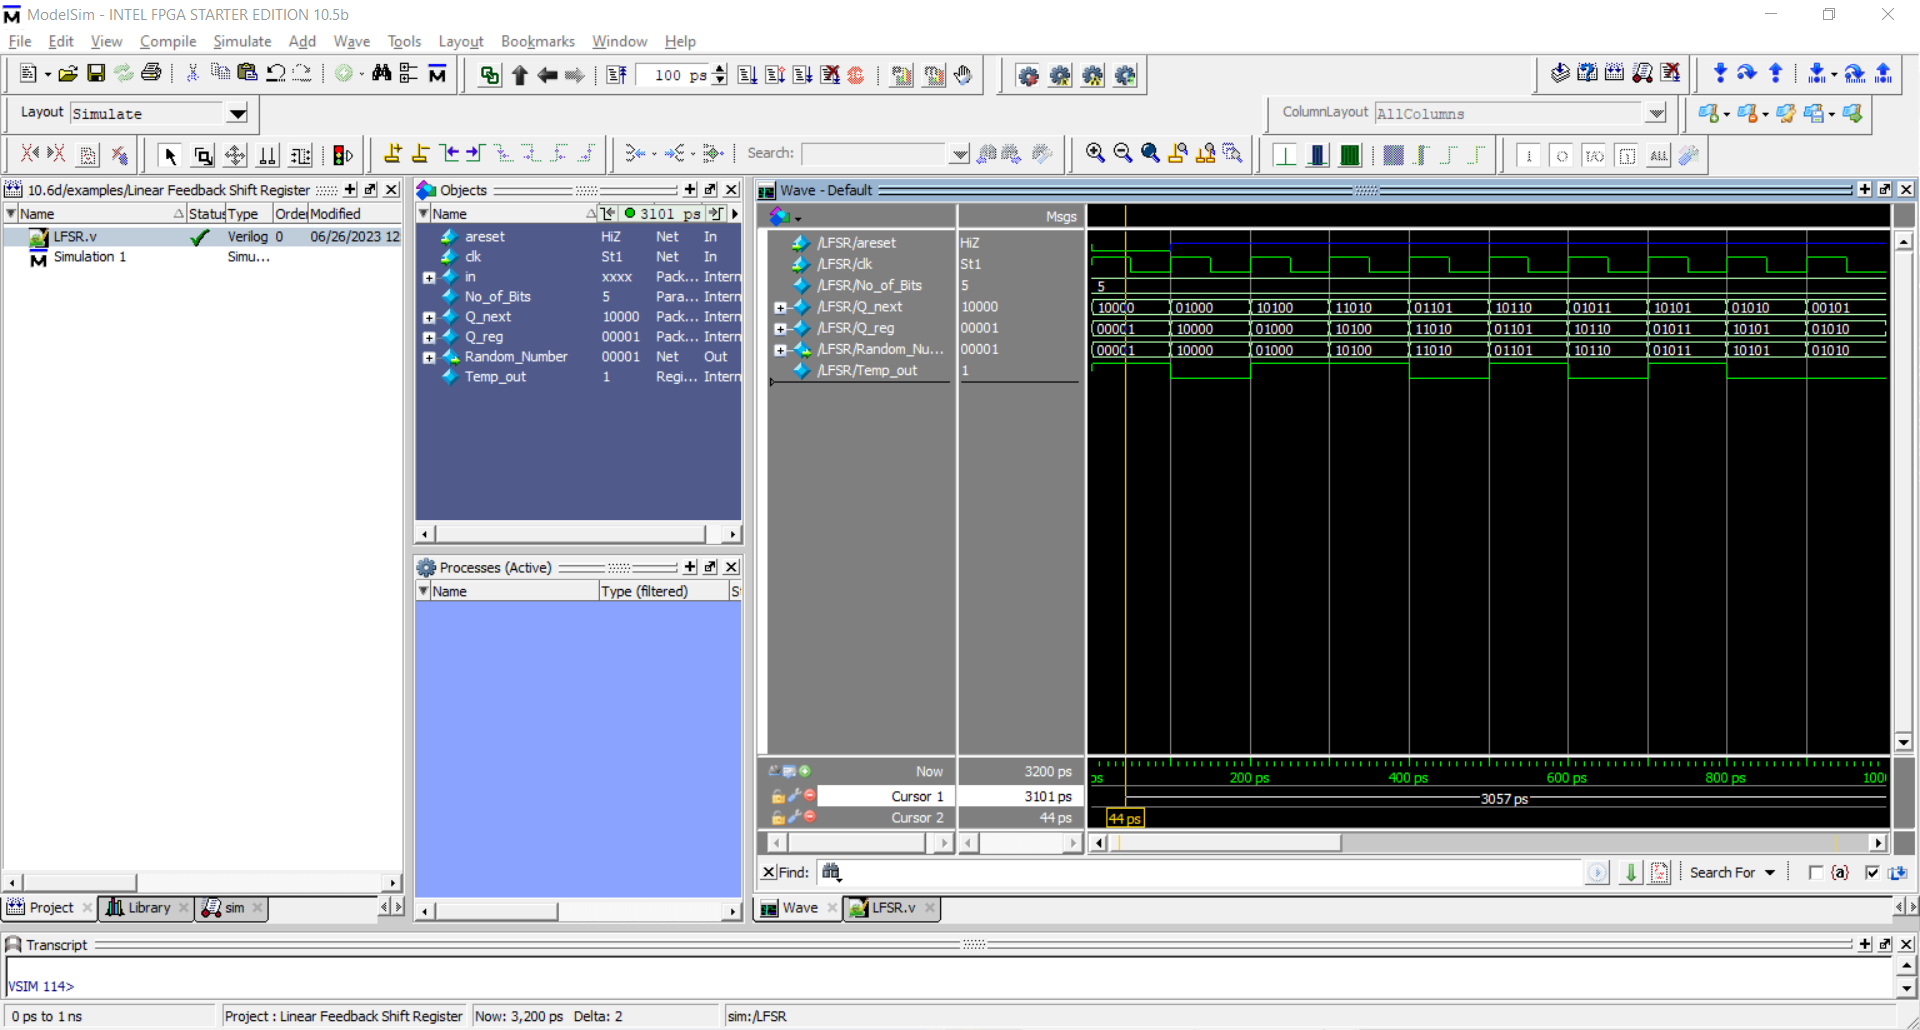 ModelSim - INTEL FPGA STARTER EDITION 10.5b
File Edit View Compile Simulate Add Wave Tools Layout Bookmarks Window Help
100 ps
Layout Simulate
ColumnLayout AllColumns
Search:
10.6d/examples/Linear Feedback Shift Register
Name Status Type Order Modified
LFSR.v Verilog 0 06/26/2023 12
Simulation 1 Simu...
Project Library sim
Objects
Name 3101 ps
areset HiZ Net In
clk St1 Net In
in xxxx Pack... Intern
No_of_Bits 5 Para... Intern
Q_next 10000 Pack... Intern
Q_reg 00001 Pack... Intern
Random_Number 00001 Net Out
Temp_out 1 Regi... Intern
Processes (Active)
Name Type (filtered) S
Wave - Default
Msgs
/LFSR/areset HiZ
/LFSR/clk St1
/LFSR/No_of_Bits 5 5
/LFSR/Q_next 10000 10000 01000 10100 11010 01101 10110 01011 10101 01010 00101
/LFSR/Q_reg 00001 00001 10000 01000 10100 11010 01101 10110 01011 10101 01010
/LFSR/Random_Nu... 00001 00001 10000 01000 10100 11010 01101 10110 01011 10101 01010
/LFSR/Temp_out 1
Now 3200 ps ps 200 ps 400 ps 600 ps 800 ps 100
Cursor 1 3101 ps 3057 ps
Cursor 2 44 ps 44 ps
Find: Search For {a}
Wave LFSR.v
Transcript
VSIM 114>
0 ps to 1 ns Project : Linear Feedback Shift Register Now: 3,200 ps Delta: 2 sim:/LFSR